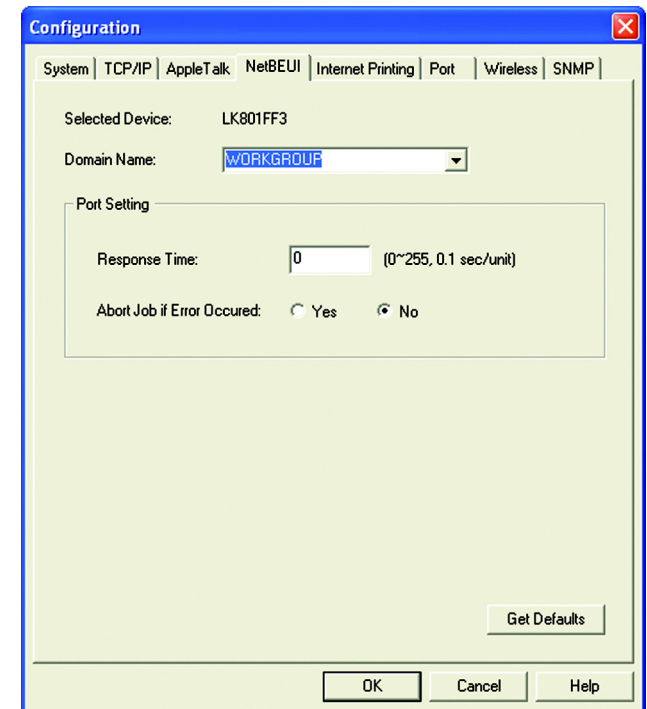 Configuration
System TCP/IP AppleTalk NetBEUI Internet Printing Port Wireless SNMP
Selected Device: LK801FF3
Domain Name: WORKGROUP
Port Setting
Response Time: 0 (0~255, 0.1 sec/unit)
Abort Job if Error Occured: Yes No
Get Defaults
OK Cancel Help